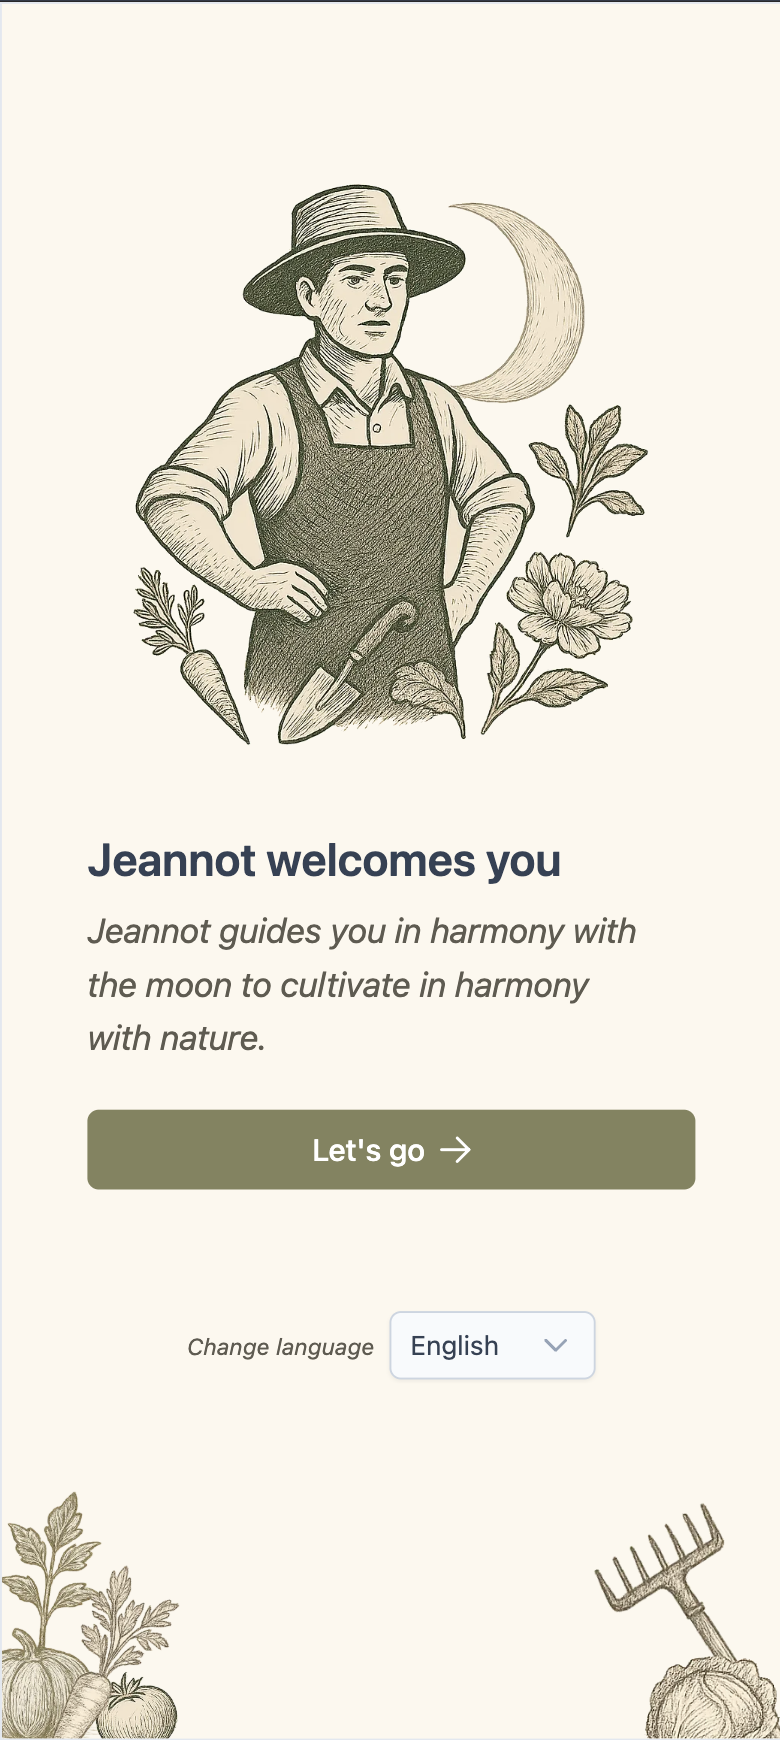 Jeannot welcomes you
Jeannot guides you in harmony with
the moon to cultivate in harmony
with nature.
Let's go →
Change language
English